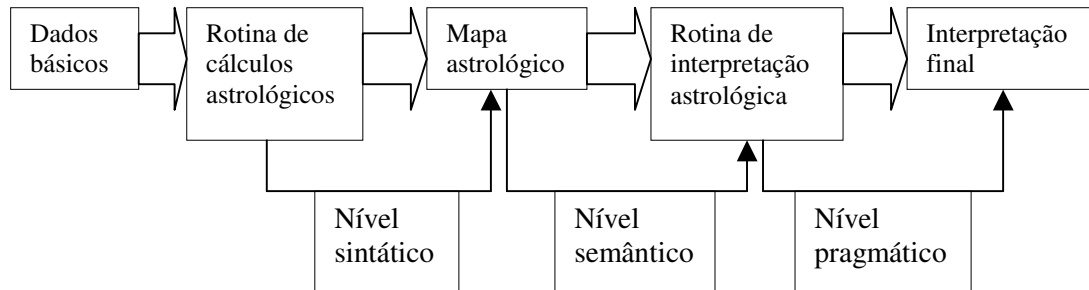 Dados
básicos
Rotina de
cálculos
astrológicos
Mapa
astrológico
Rotina de
interpretação
astrológica
Interpretação
final
Nível
sintático
Nível
semântico
Nível
pragmático